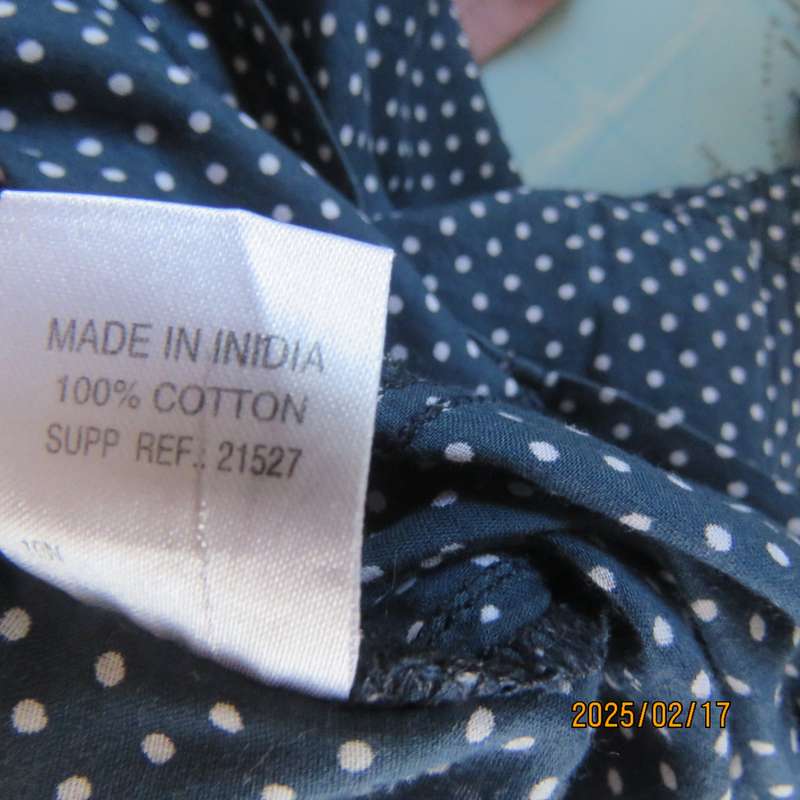 MADE IN INIDIA
100% COTTON
SUPP REF.: 21527
2025/02/17